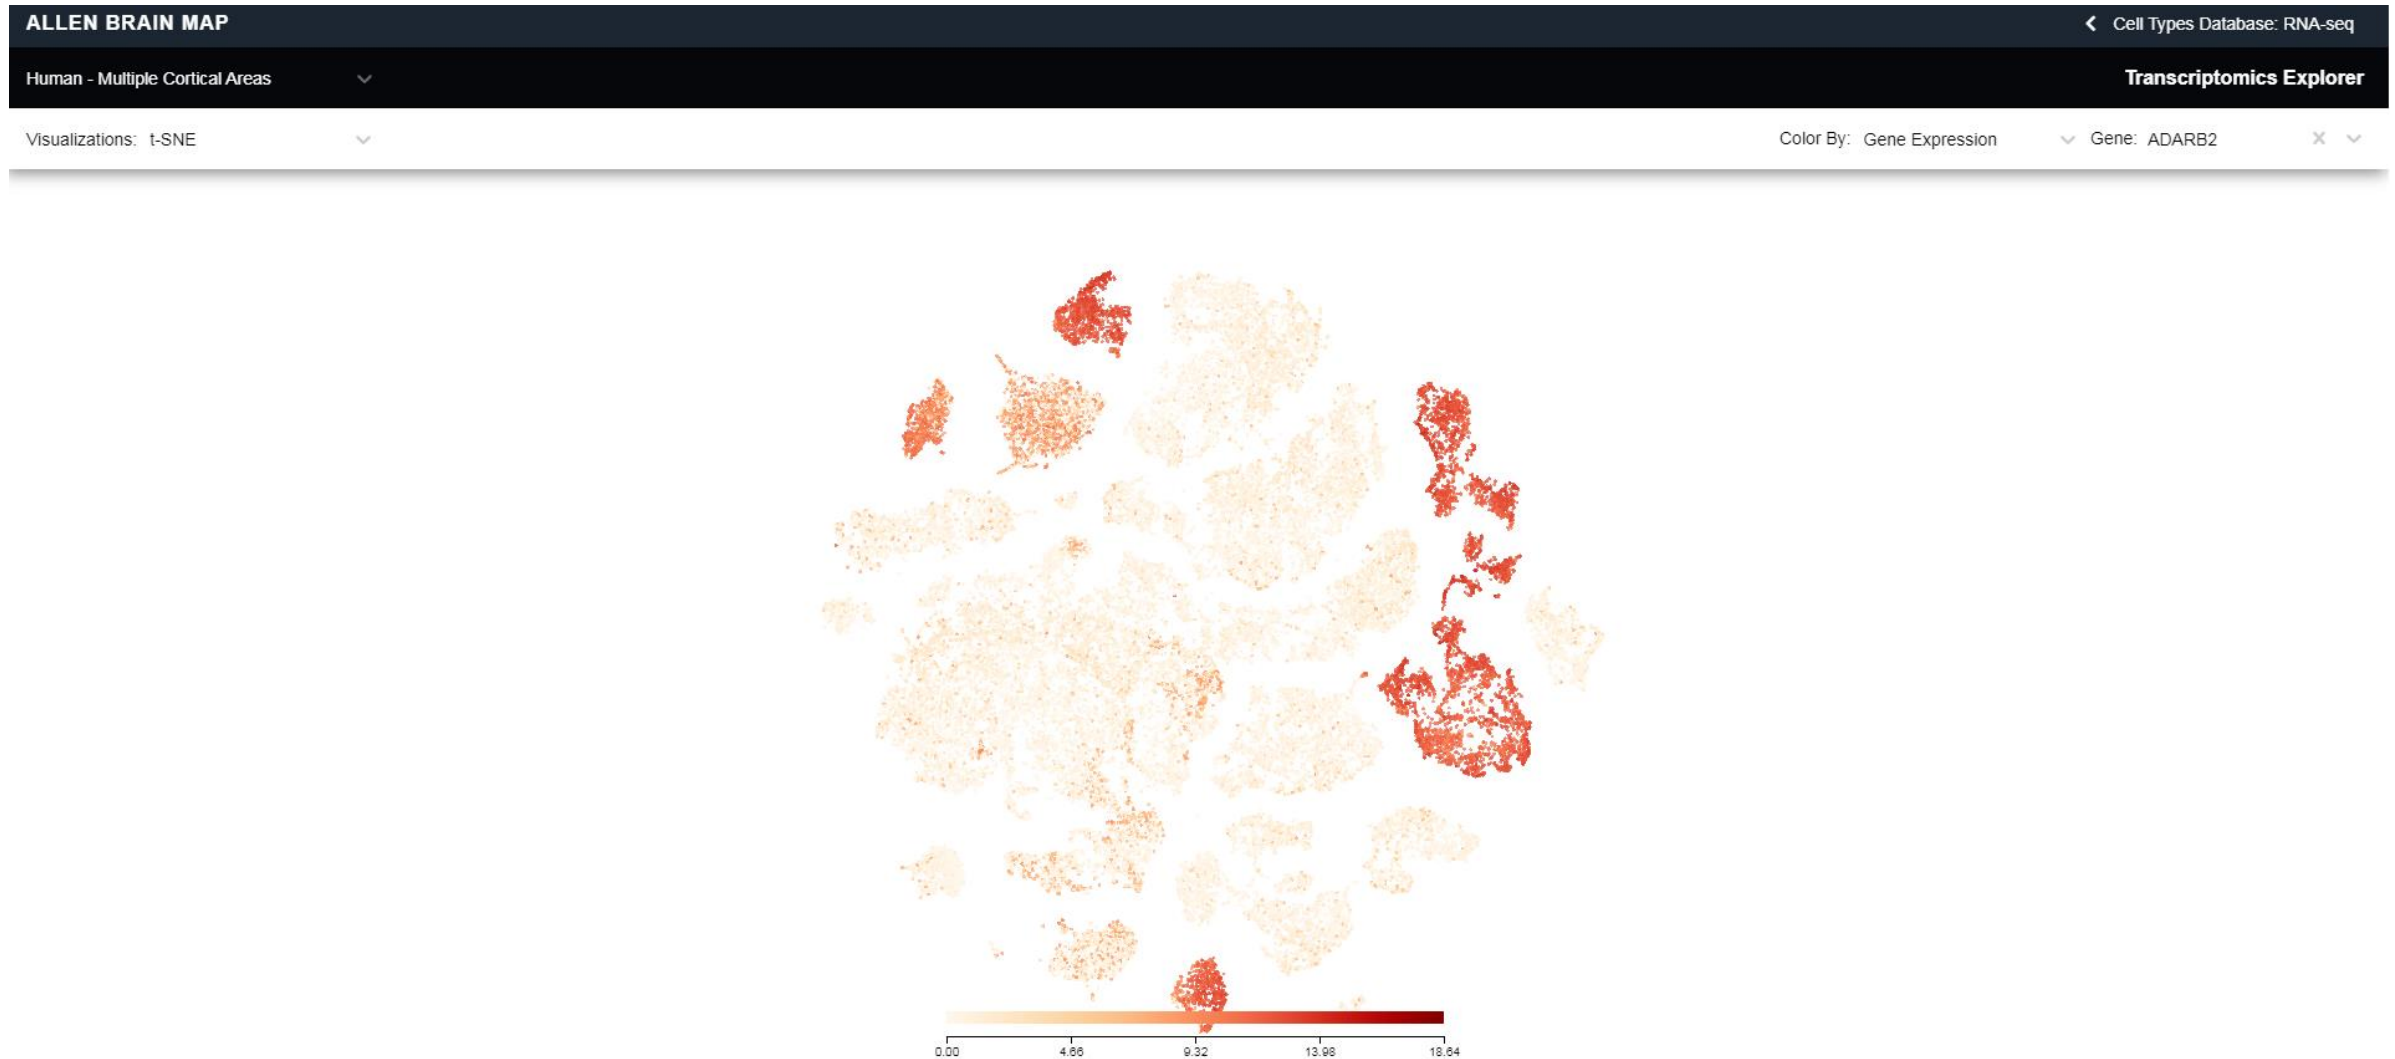 ALLEN BRAIN MAP
Cell Types Database: RNA-seq
Human - Multiple Cortical Areas
Transcriptomics Explorer
Visualizations: t-SNE
Color By: Gene Expression
Gene: ADARB2
0.00 4.66 9.32 13.98 18.64